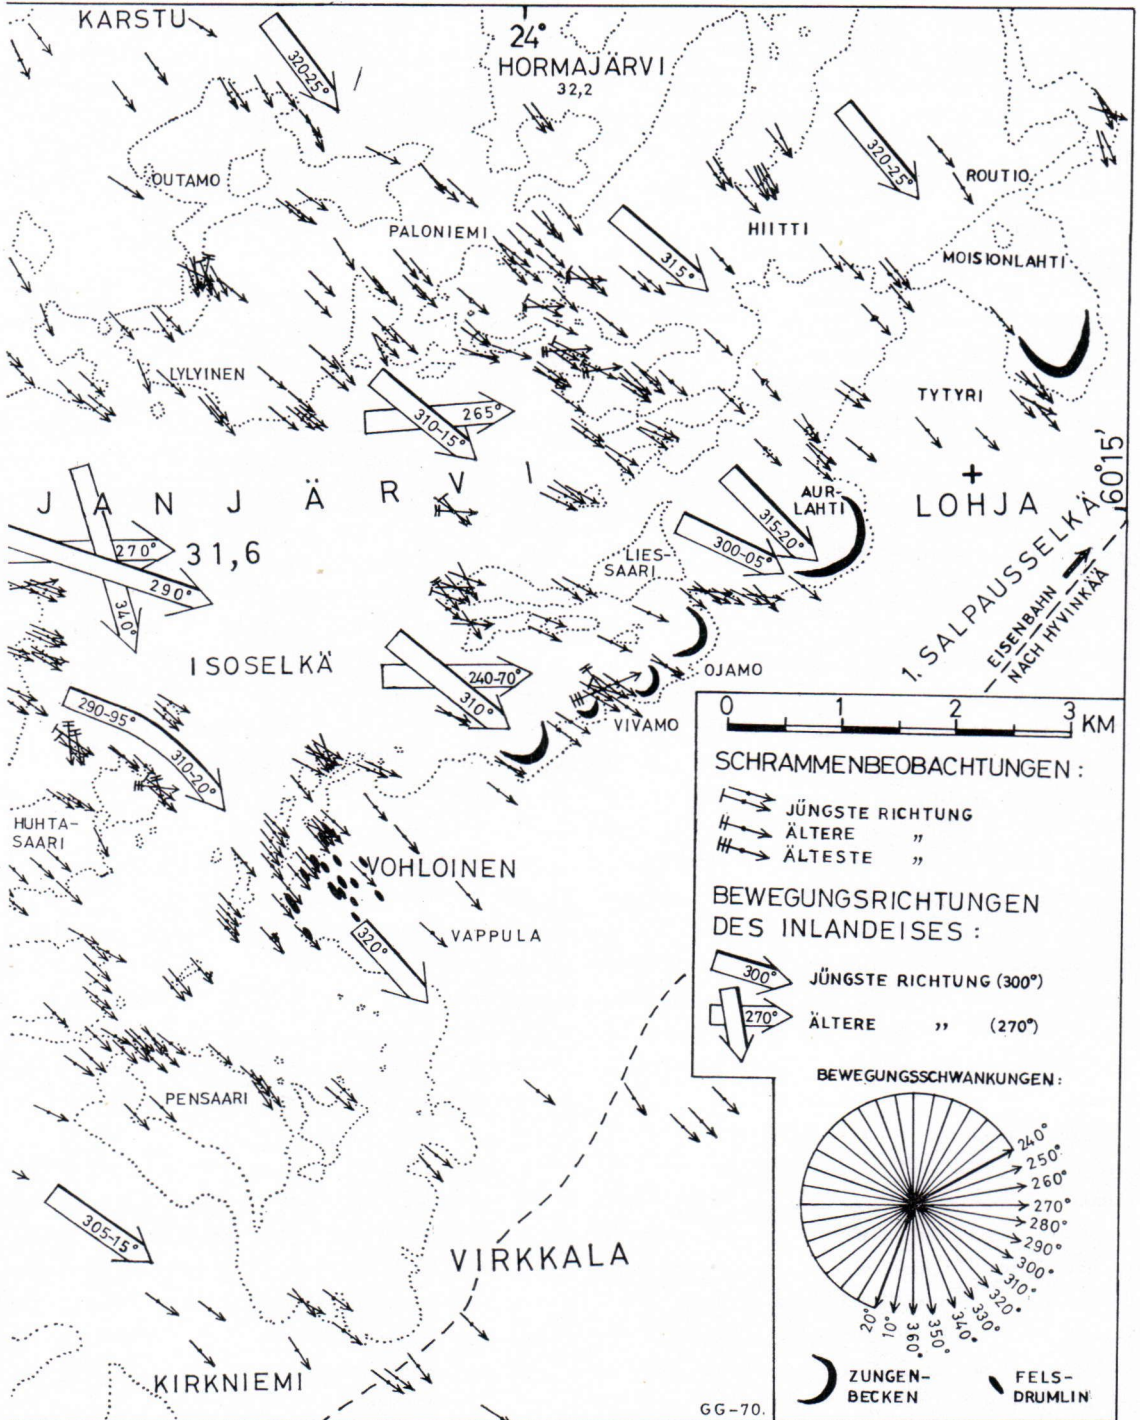 KARSTU
24°
HORMAJÄRVI
32,2
320-25°
320-25°
OUTAMO
ROUTIO
PALONIEMI
HIITTI
315°
MOISIONLAHTI
LYLYINEN
TYTYRI
265°
310-15°
60°15'
JANJÄRVI
AUR-
LAHTI
LOHJA
315-20°
300-05°
270°
31,6
290°
340°
LIES-
SAARI
1. SALPAUSSELKÄ
EISENBAHN
NACH HYVINKÄÄ
ISOSELKÄ
240-70°
310°
OJAMO
VIVAMO
290-95°
310-20°
HUHTA-
SAARI
VOHLOINEN
VAPPULA
320°
PENSAARI
305-15°
VIRKKALA
KIRKNIEMI
GG-70.
0 1 2 3 KM
SCHRAMMENBEOBACHTUNGEN:
JÜNGSTE RICHTUNG
ÄLTERE "
ÄLTESTE "
BEWEGUNGSRICHTUNGEN
DES INLANDEISES:
300° JÜNGSTE RICHTUNG (300°)
270° ÄLTERE " (270°)
BEWEGUNGSSCHWANKUNGEN:
240°
250°
260°
270°
280°
290°
300°
310°
320°
330°
340°
350°
360°
10°
20°
ZUNGEN-
BECKEN
FELS-
DRUMLIN